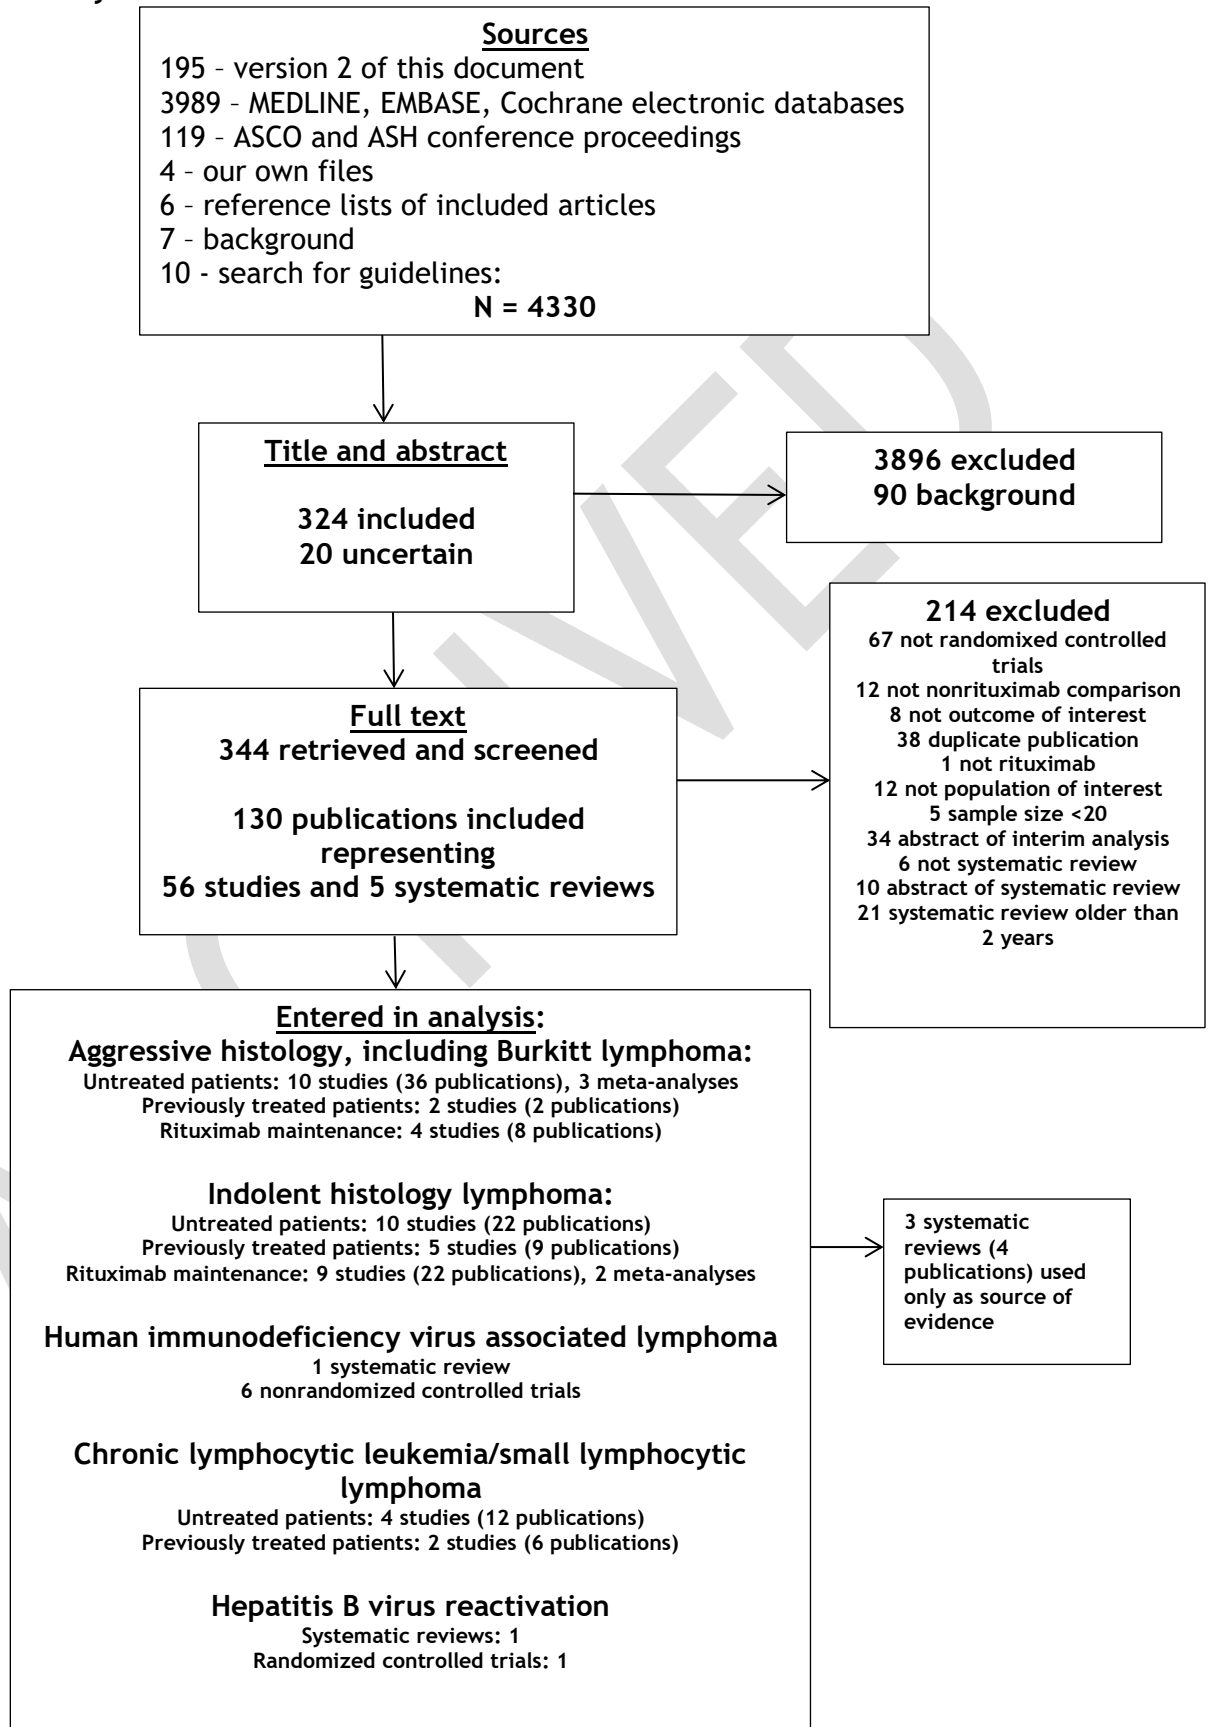 Sources
195 – version 2 of this document
3989 – MEDLINE, EMBASE, Cochrane electronic databases
119 – ASCO and ASH conference proceedings
4 – our own files
6 – reference lists of included articles
7 – background
10 - search for guidelines:
N = 4330
Title and abstract
324 included
20 uncertain
3896 excluded
90 background
Full text
344 retrieved and screened
130 publications included
representing
56 studies and 5 systematic reviews
214 excluded
67 not randomized controlled
trials
12 not nonrituximab comparison
8 not outcome of interest
38 duplicate publication
1 not rituximab
12 not population of interest
5 sample size <20
34 abstract of interim analysis
6 not systematic review
10 abstract of systematic review
21 systematic review older than
2 years
Entered in analysis:
Aggressive histology, including Burkitt lymphoma:
Untreated patients: 10 studies (36 publications), 3 meta-analyses
Previously treated patients: 2 studies (2 publications)
Rituximab maintenance: 4 studies (8 publications)
Indolent histology lymphoma:
Untreated patients: 10 studies (22 publications)
Previously treated patients: 5 studies (9 publications)
Rituximab maintenance: 9 studies (22 publications), 2 meta-analyses
Human immunodeficiency virus associated lymphoma
1 systematic review
6 nonrandomized controlled trials
Chronic lymphocytic leukemia/small lymphocytic
lymphoma
Untreated patients: 4 studies (12 publications)
Previously treated patients: 2 studies (6 publications)
Hepatitis B virus reactivation
Systematic reviews: 1
Randomized controlled trials: 1
3 systematic
reviews (4
publications) used
only as source of
evidence